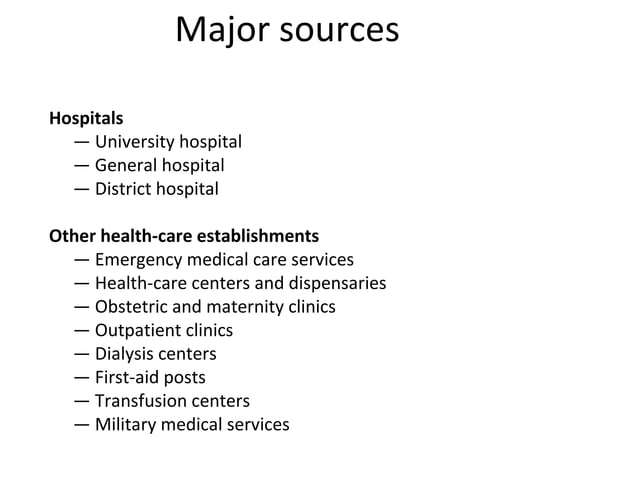 Major sources
Hospitals
— University hospital
— General hospital
— District hospital
Other health-care establishments
— Emergency medical care services
— Health-care centers and dispensaries
— Obstetric and maternity clinics
— Outpatient clinics
— Dialysis centers
— First-aid posts
— Transfusion centers
— Military medical services